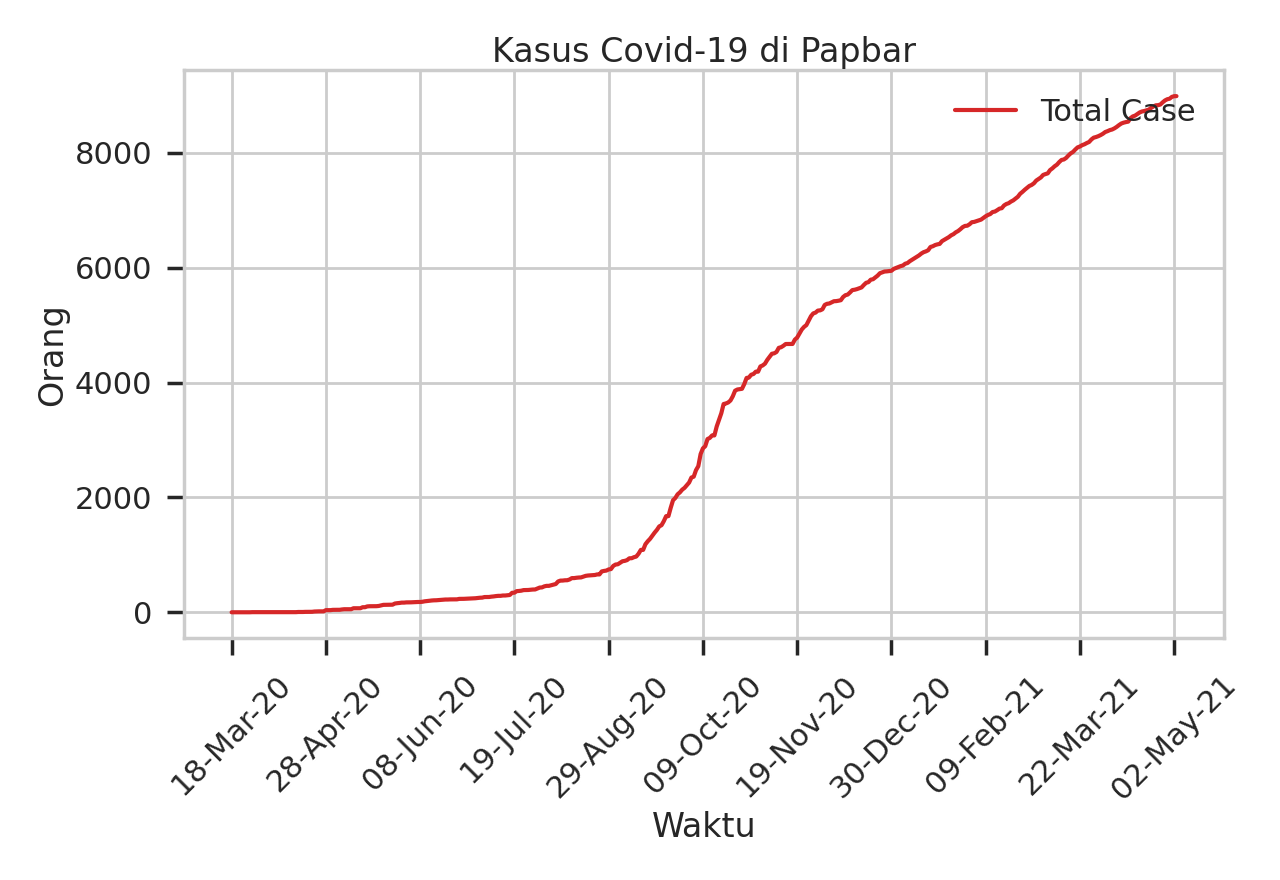 Kasus Covid-19 di Papbar
Total Case
Orang
8000
6000
4000
2000
0
18-Mar-20
28-Apr-20
08-Jun-20
19-Jul-20
29-Aug-20
09-Oct-20
19-Nov-20
30-Dec-20
09-Feb-21
22-Mar-21
02-May-21
Waktu